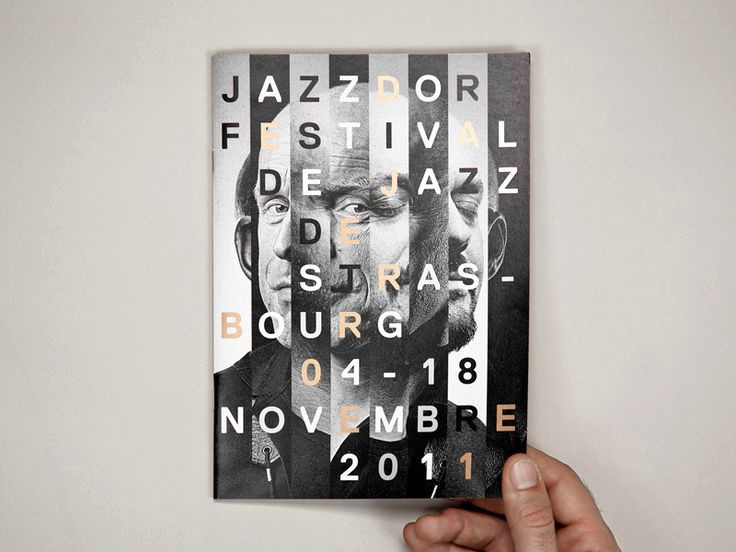 JAZZDOR
FESTIVAL
DE JAZZ
DE
STRAS-
BOURG
04-18
NOVEMBRE
2011